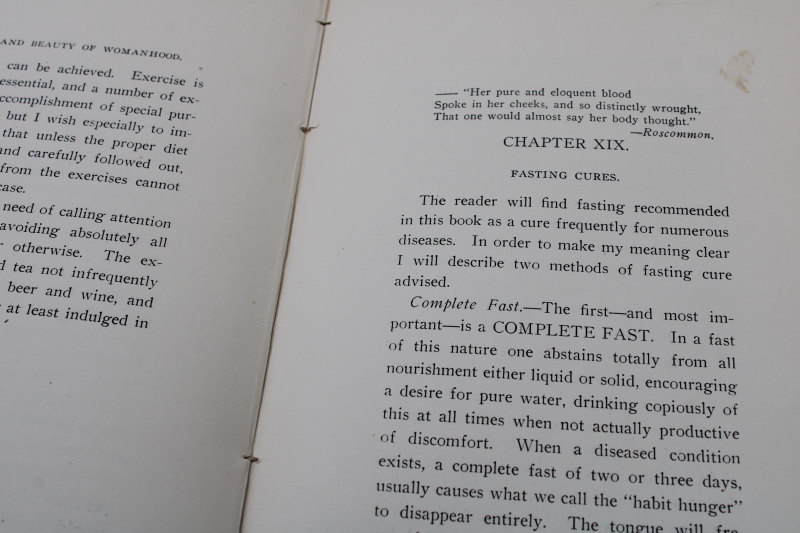 AND BEAUTY OF WOMANHOOD.
can be achieved. Exercise is
essential, and a number of ex-
ccomplishment of special pur-
but I wish especially to im-
that unless the proper diet
and carefully followed out,
from the exercises cannot
case.
need of calling attention
avoiding absolutely all
otherwise. The ex-
d tea not infrequently
beer and wine, and
at least indulged in
— "Her pure and eloquent blood
Spoke in her cheeks, and so distinctly wrought,
That one would almost say her body thought."
—Roscommon.
CHAPTER XIX.
FASTING CURES.
The reader will find fasting recommended
in this book as a cure frequently for numerous
diseases. In order to make my meaning clear
I will describe two methods of fasting cure
advised.
Complete Fast.—The first—and most im-
portant—is a COMPLETE FAST. In a fast
of this nature one abstains totally from all
nourishment either liquid or solid, encouraging
a desire for pure water, drinking copiously of
this at all times when not actually productive
of discomfort. When a diseased condition
exists, a complete fast of two or three days,
usually causes what we call the "habit hunger"
to disappear entirely. The tongue will fre-